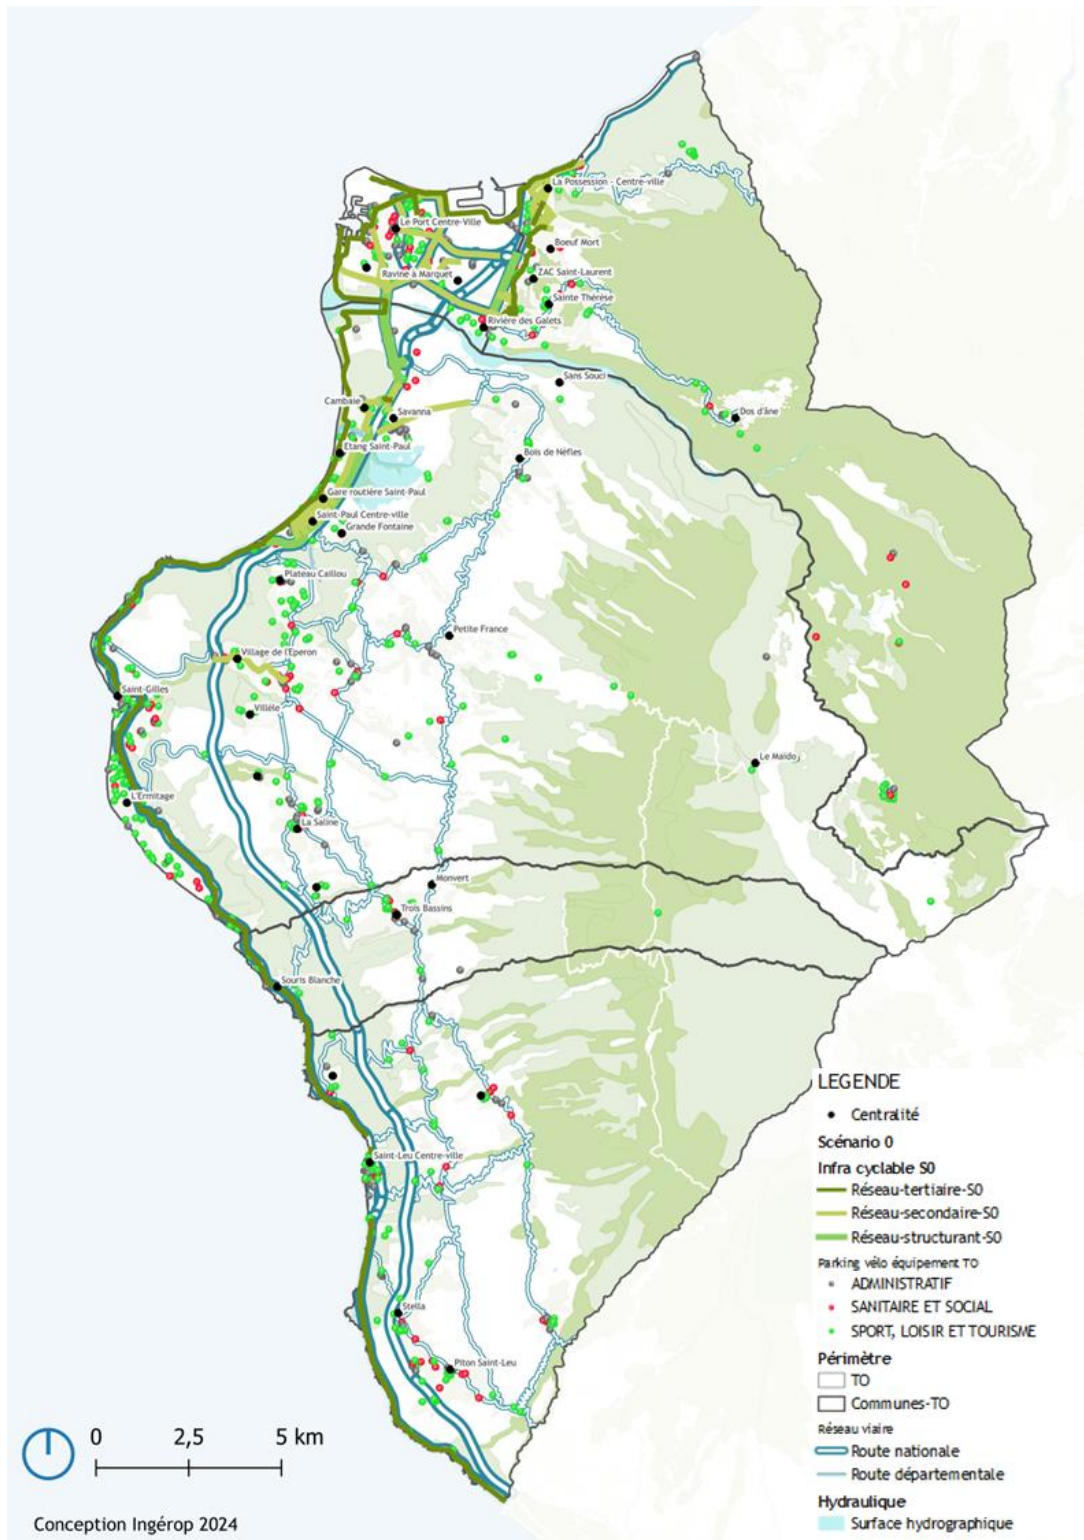 La Possession - Centre-ville
Le Port Centre-Ville
Boeuf Mort
Ravine à Marquet
ZAC Saint-Laurent
Sainte Thérèse
Rivière des Galets
Sans Souci
Cambaie
Savanna
Dos d'âne
Etang Saint-Paul
Bois de Nèfles
Gare routière Saint-Paul
Saint-Paul Centre-ville
Grande Fontaine
Plateau Caillou
Petite France
Village de l'Eperon
Saint-Gilles
Villèle
Le Maïdo
L'Ermitage
La Saline
Monvert
Trois Bassins
Souris Blanche
Saint-Leu Centre-ville
Stella
Piton Saint-Leu
LEGENDE
Centralité
Scénario 0
Infra cyclable S0
Réseau-tertiaire-S0
Réseau-secondaire-S0
Réseau-structurant-S0
Parking vélo équipement TO
ADMINISTRATIF
SANITAIRE ET SOCIAL
SPORT, LOISIR ET TOURISME
Périmètre
TO
Communes-TO
Réseau viaire
Route nationale
Route départementale
Hydraulique
Surface hydrographique
0 2,5 5 km
Conception Ingérop 2024